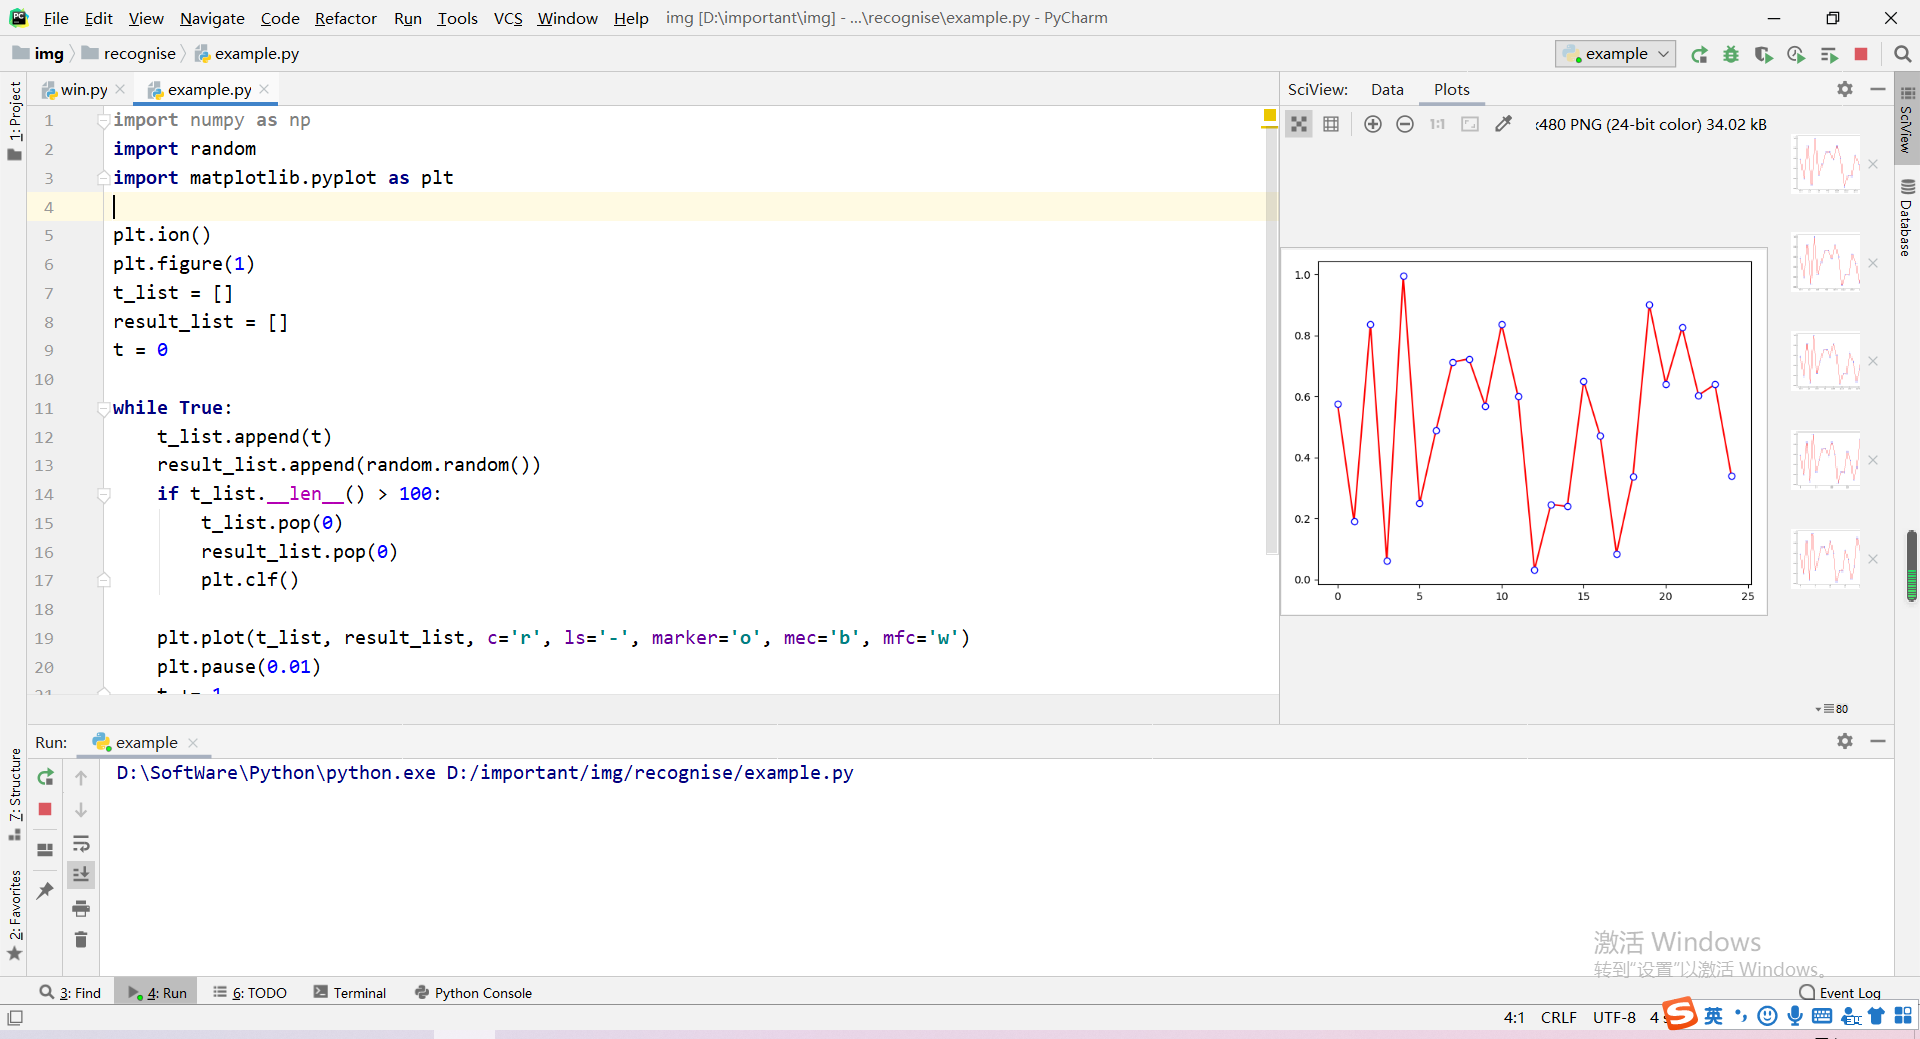 File Edit View Navigate Code Refactor Run Tools VCS Window Help img [D:\important\img] - ...\recognise\example.py - PyCharm
img recognise example.py
example
win.py example.py
SciView: Data Plots
480 PNG (24-bit color) 34.02 kB
1:1
1: Project
SciView
Database
1 import numpy as np
2 import random
3 import matplotlib.pyplot as plt
4
5 plt.ion()
6 plt.figure(1)
7 t_list = []
8 result_list = []
9 t = 0
10
11 while True:
12 t_list.append(t)
13 result_list.append(random.random())
14 if t_list.__len__() > 100:
15 t_list.pop(0)
16 result_list.pop(0)
17 plt.clf()
18
19 plt.plot(t_list, result_list, c='r', ls='-', marker='o', mec='b', mfc='w')
20 plt.pause(0.01)
21 t += 1
1.0
0.8
0.6
0.4
0.2
0.0
0 5 10 15 20 25
80
Run: example
D:\SoftWare\Python\python.exe D:/important/img/recognise/example.py
7: Structure
2: Favorites
激活 Windows
转到“设置”以激活 Windows。
3: Find 4: Run 6: TODO Terminal Python Console Event Log
4:1 CRLF UTF-8 4 s
英